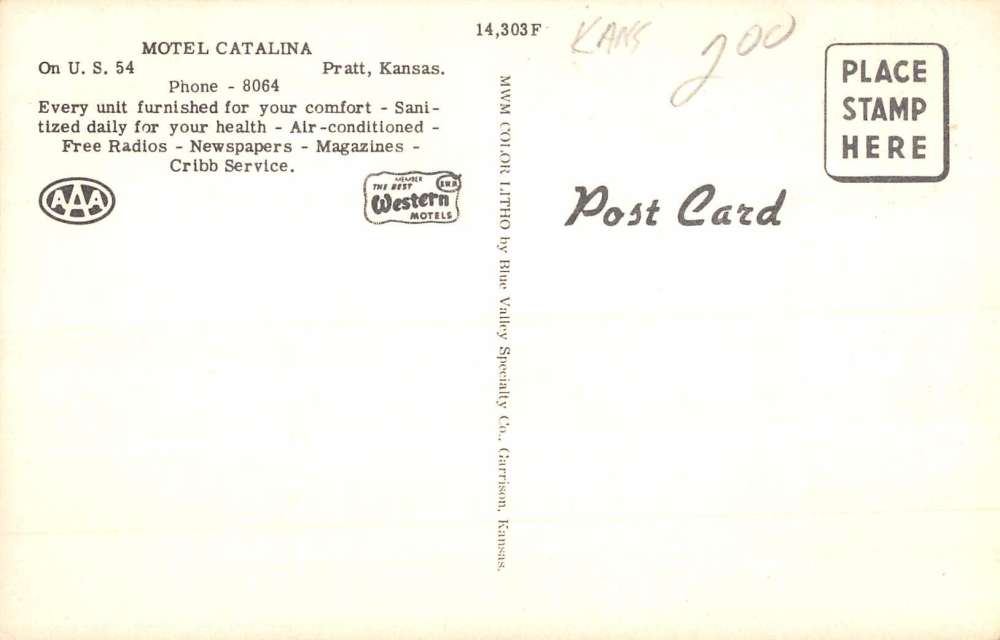 14,303F
KANS
200
MOTEL CATALINA
On U. S. 54 Pratt, Kansas.
Phone - 8064
Every unit furnished for your comfort - Sani-
tized daily for your health - Air-conditioned -
Free Radios - Newspapers - Magazines -
Cribb Service.
AAA
MEMBER
THE BEST
Western
MOTELS
MWM COLOR LITHO by Blue Valley Specialty Co., Garrison, Kansas.
Post Card
PLACE
STAMP
HERE